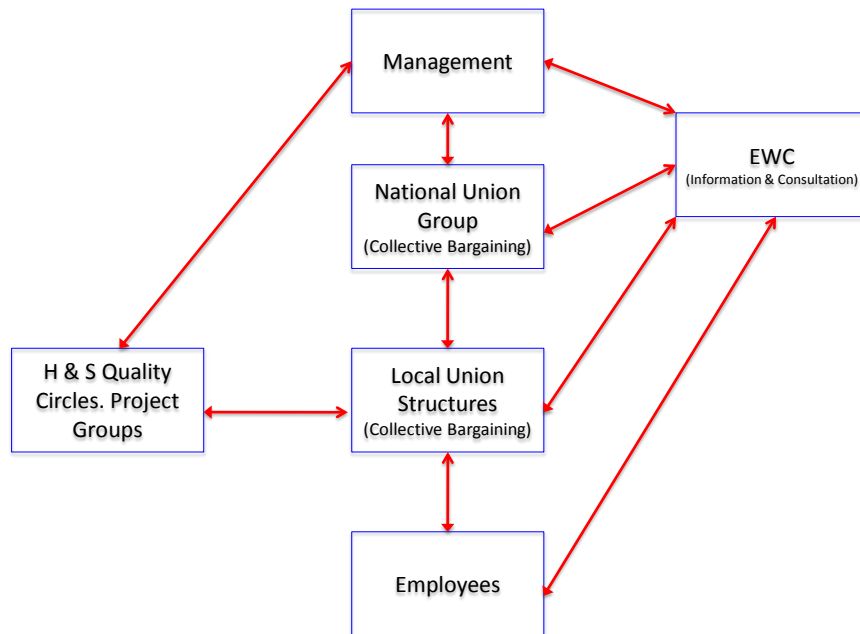 Management
EWC
(Information & Consultation)
National Union
Group
(Collective Bargaining)
H & S Quality
Circles. Project
Groups
Local Union
Structures
(Collective Bargaining)
Employees